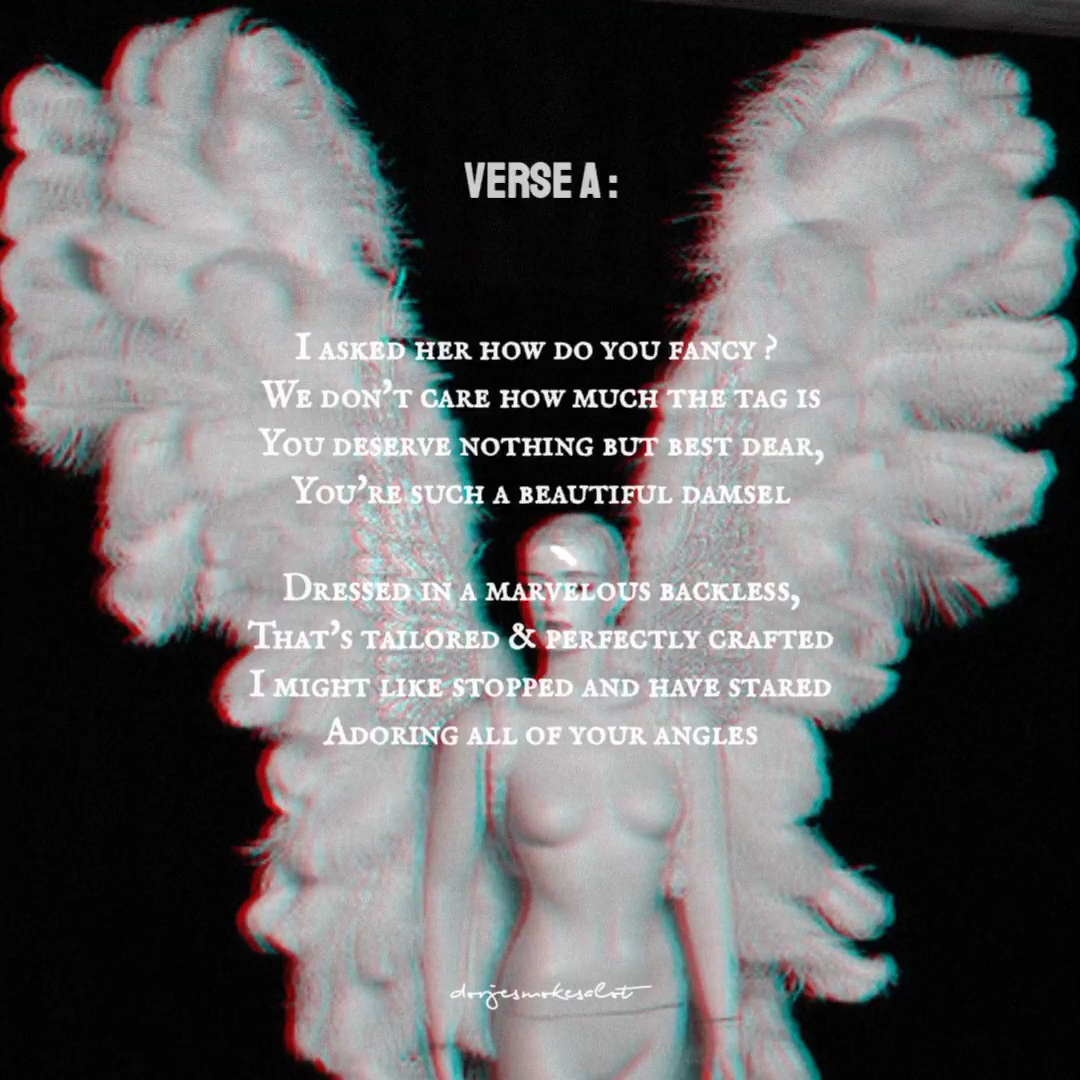 VERSE A :
I ASKED HER HOW DO YOU FANCY ?
WE DON'T CARE HOW MUCH THE TAG IS
YOU DESERVE NOTHING BUT BEST DEAR,
YOU'RE SUCH A BEAUTIFUL DAMSEL
DRESSED IN A MARVELOUS BACKLESS,
THAT'S TAILORED & PERFECTLY CRAFTED
I MIGHT LIKE STOPPED AND HAVE STARED
ADORING ALL OF YOUR ANGLES
dorjesmokesalot